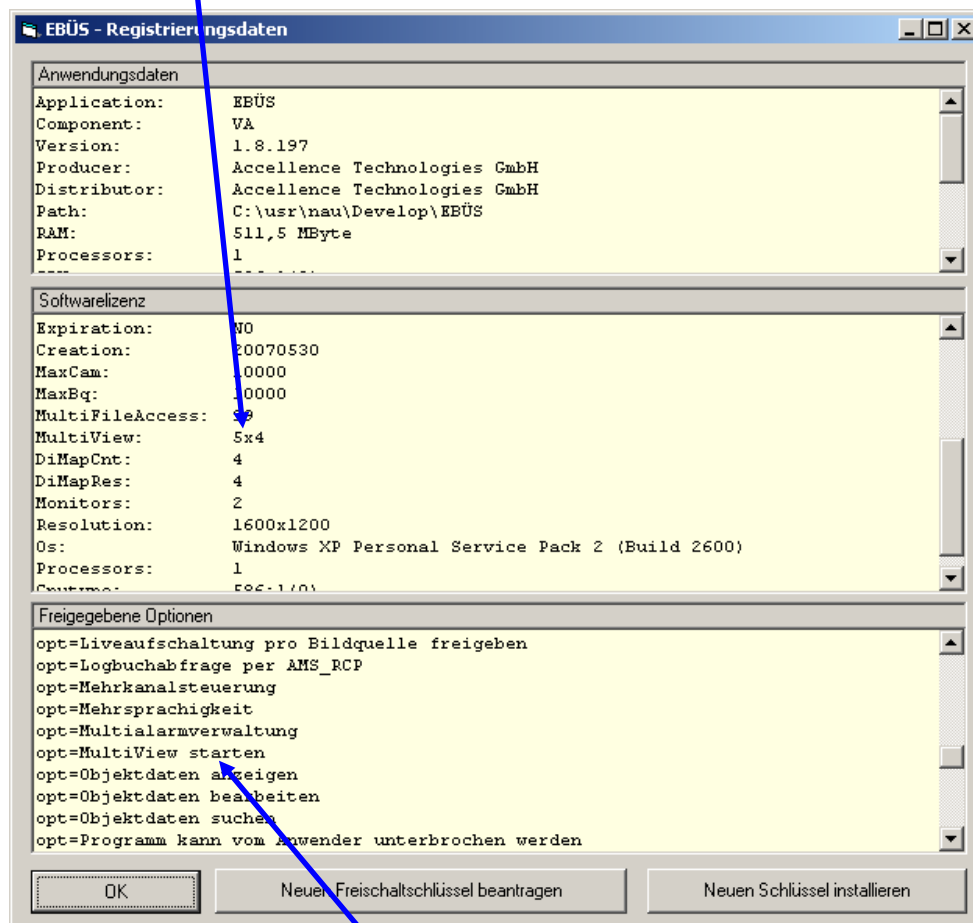 EBÜS - Registrierungsdaten
Anwendungsdaten
Application: EBÜS
Component: VA
Version: 1.8.197
Producer: Accellence Technologies GmbH
Distributor: Accellence Technologies GmbH
Path: C:\usr\nau\Develop\EBÜS
RAM: 511,5 MByte
Processors: 1
Softwarelizenz
Expiration: NO
Creation: 20070530
MaxCam: 10000
MaxBq: 10000
MultiFileAccess:
MultiView: 5x4
DiMapCnt: 4
DiMapRes: 4
Monitors: 2
Resolution: 1600x1200
Os: Windows XP Personal Service Pack 2 (Build 2600)
Processors: 1
Freigegebene Optionen
opt=Liveaufschaltung pro Bildquelle freigeben
opt=Logbuchabfrage per AMS_RCP
opt=Mehrkanalsteuerung
opt=Mehrsprachigkeit
opt=Multialarmverwaltung
opt=MultiView starten
opt=Objektdaten anzeigen
opt=Objektdaten bearbeiten
opt=Objektdaten suchen
opt=Programm kann vom Anwender unterbrochen werden
OK Neuen Freischaltschlüssel beantragen Neuen Schlüssel installieren